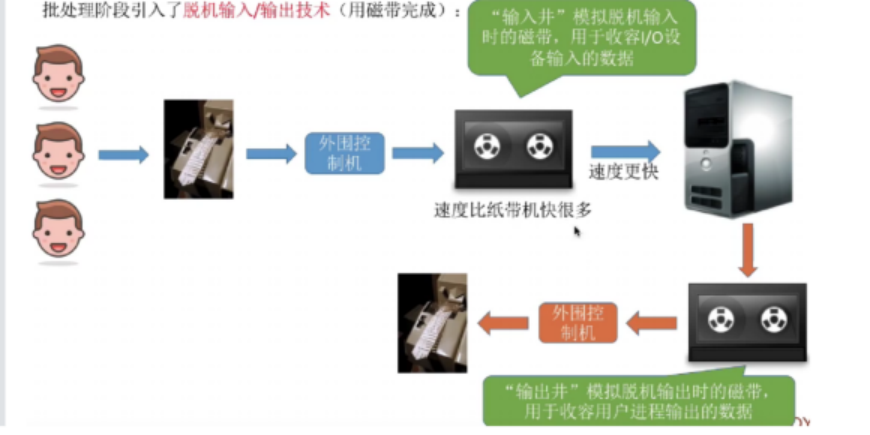 批处理阶段引入了脱机输入/输出技术（用磁带完成）：
“输入井”模拟脱机输入
时的磁带，用于收容I/O设
备输入的数据
外围控
制机
速度更快
速度比纸带机快很多
外围控
制机
“输出井”模拟脱机输出时的磁带，
用于收容用户进程输出的数据